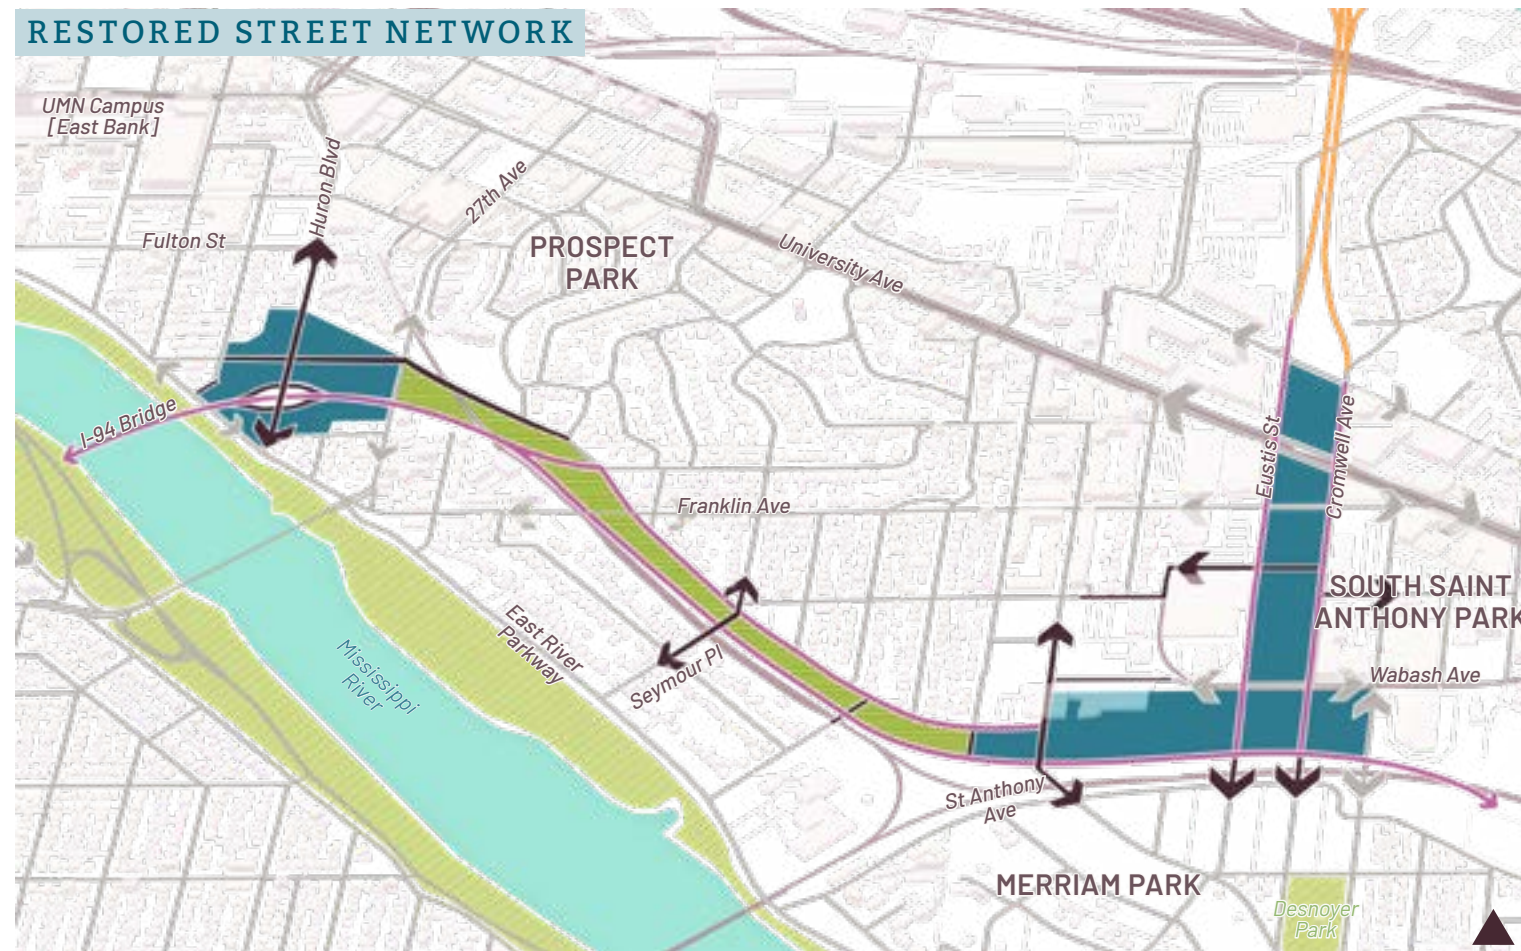 RESTORED STREET NETWORK
UMN Campus
[East Bank]
Huron Blvd
27th Ave
Fulton St
PROSPECT
PARK
University Ave
I-94 Bridge
Eustis St
Cromwell Ave
Franklin Ave
SOUTH SAINT
ANTHONY PARK
East River
Parkway
Mississippi
River
Seymour Pl
Wabash Ave
St Anthony
Ave
MERRIAM PARK
Desnoyer
Park